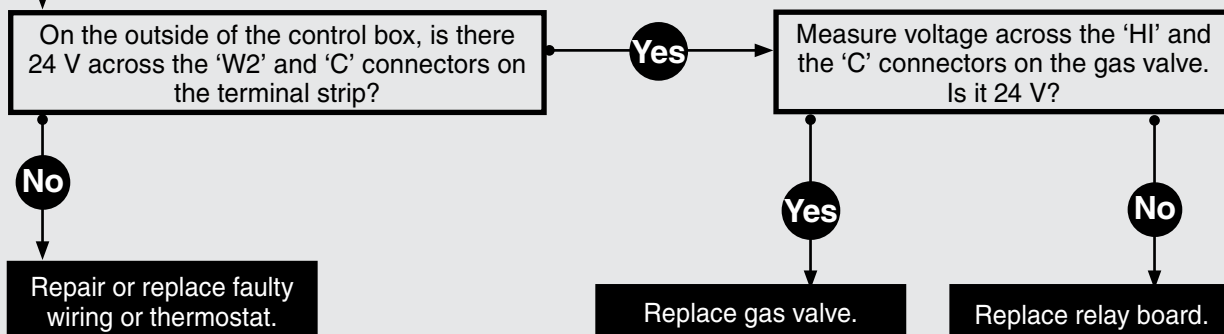 On the outside of the control box, is there
24 V across the ‘W2’ and ‘C’ connectors on
the terminal strip?
Yes
Measure voltage across the ‘HI’ and
the ‘C’ connectors on the gas valve.
Is it 24 V?
No
Yes
No
Repair or replace faulty
wiring or thermostat.
Replace gas valve.
Replace relay board.